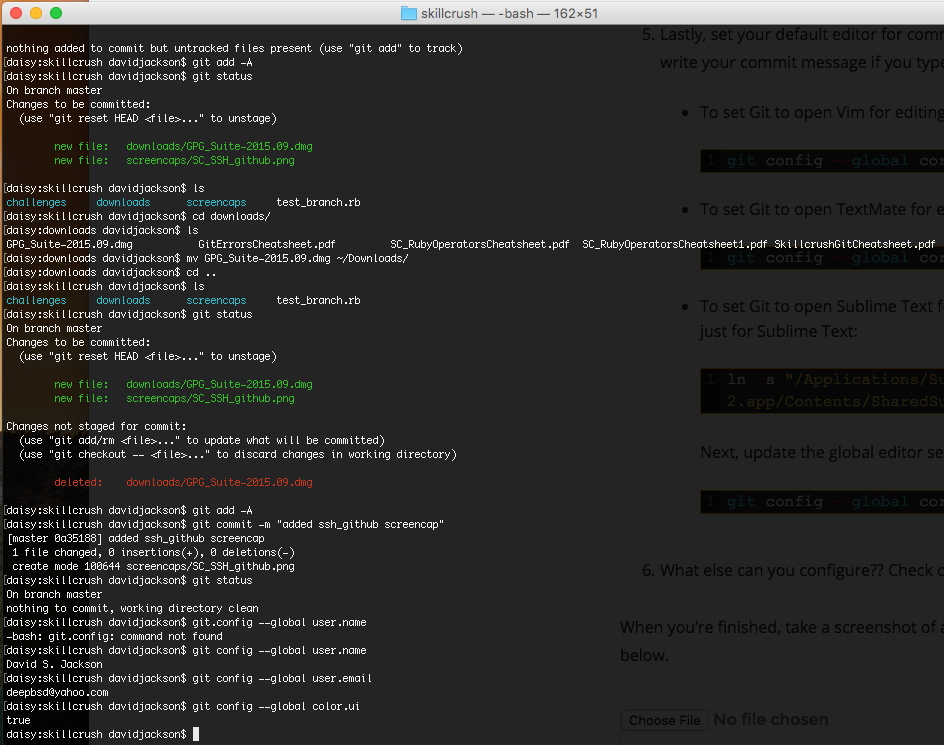 skillcrush — -bash — 162×51
nothing added to commit but untracked files present (use "git add" to track)
[daisy:skillcrush davidjackson$ git add -A
[daisy:skillcrush davidjackson$ git status
On branch master
Changes to be committed:
(use "git reset HEAD <file>..." to unstage)
new file: downloads/GPG_Suite-2015.09.dmg
new file: screencaps/SC_SSH_github.png
[daisy:skillcrush davidjackson$ ls
challenges downloads screencaps test_branch.rb
[daisy:skillcrush davidjackson$ cd downloads/
[daisy:downloads davidjackson$ ls
GPG_Suite-2015.09.dmg GitErrorsCheatsheet.pdf SC_RubyOperatorsCheatsheet.pdf SC_RubyOperatorsCheatsheet1.pdf SkillcrushGitCheatsheet.pdf
[daisy:downloads davidjackson$ mv GPG_Suite-2015.09.dmg ~/Downloads/
[daisy:downloads davidjackson$ cd ..
[daisy:skillcrush davidjackson$ ls
challenges downloads screencaps test_branch.rb
[daisy:skillcrush davidjackson$ git status
On branch master
Changes to be committed:
(use "git reset HEAD <file>..." to unstage)
new file: downloads/GPG_Suite-2015.09.dmg
new file: screencaps/SC_SSH_github.png
Changes not staged for commit:
(use "git add/rm <file>..." to update what will be committed)
(use "git checkout -- <file>..." to discard changes in working directory)
deleted: downloads/GPG_Suite-2015.09.dmg
[daisy:skillcrush davidjackson$ git add -A
[daisy:skillcrush davidjackson$ git commit -m "added ssh_github screencap"
[master 0a35188] added ssh_github screencap
1 file changed, 0 insertions(+), 0 deletions(-)
create mode 100644 screencaps/SC_SSH_github.png
[daisy:skillcrush davidjackson$ git status
On branch master
nothing to commit, working directory clean
[daisy:skillcrush davidjackson$ git.config --global user.name
-bash: git.config: command not found
[daisy:skillcrush davidjackson$ git config --global user.name
David S. Jackson
[daisy:skillcrush davidjackson$ git config --global user.email
deepbsd@yahoo.com
[daisy:skillcrush davidjackson$ git config --global color.ui
true
daisy:skillcrush davidjackson$
5. Lastly, set your default editor for com
write your commit message if you type
• To set Git to open Vim for editing
1 git config --global cor
• To set Git to open TextMate for e
1 git config --global cor
• To set Git to open Sublime Text f
just for Sublime Text:
1 ln -s "/Applications/Su
2.app/Contents/SharedSu
Next, update the global editor se
1 git config --global cor
6. What else can you configure?? Check o
When you're finished, take a screenshot of a
below.
Choose File No file chosen